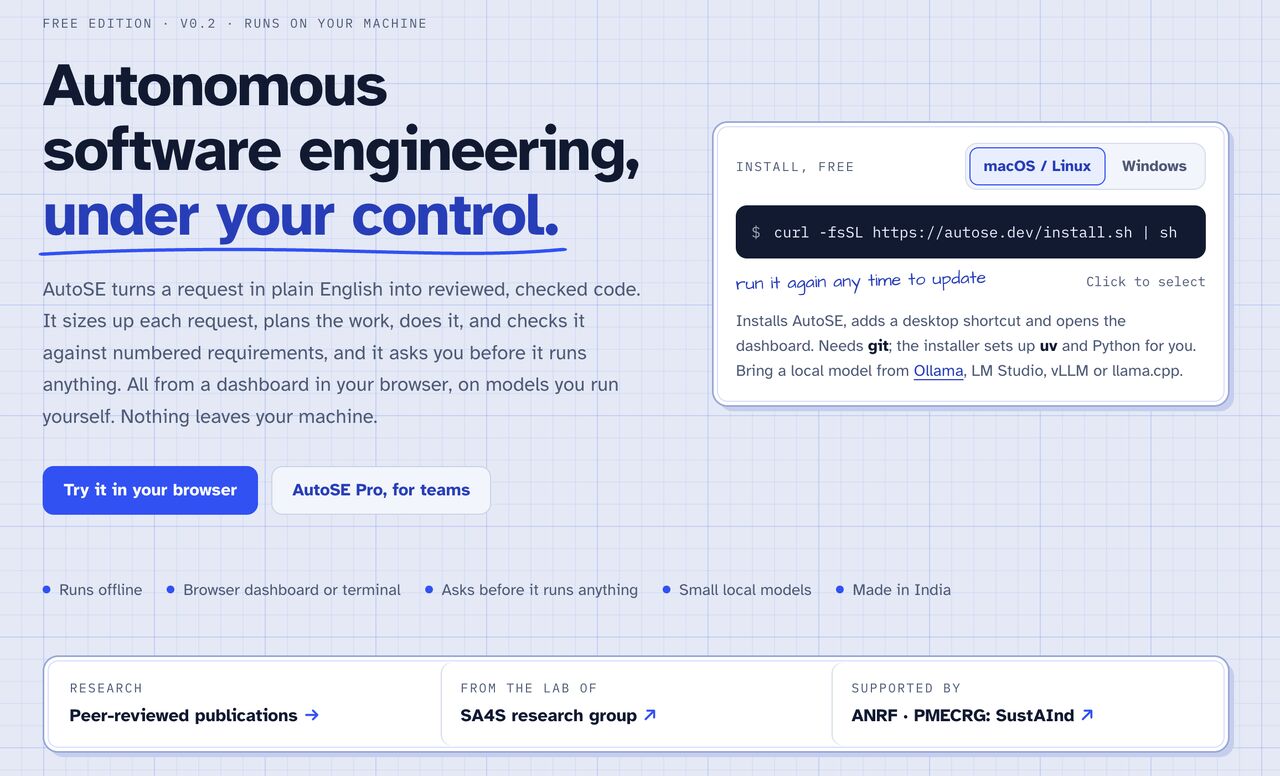 FREE EDITION · V0.2 · RUNS ON YOUR MACHINE
Autonomous
software engineering,
under your control.
AutoSE turns a request in plain English into reviewed, checked code.
It sizes up each request, plans the work, does it, and checks it
against numbered requirements, and it asks you before it runs
anything. All from a dashboard in your browser, on models you run
yourself. Nothing leaves your machine.
Try it in your browser
AutoSE Pro, for teams
INSTALL, FREE
macOS / Linux
Windows
$ curl -fsSL https://autose.dev/install.sh | sh
run it again any time to update
Click to select
Installs AutoSE, adds a desktop shortcut and opens the
dashboard. Needs git; the installer sets up uv and Python for you.
Bring a local model from Ollama, LM Studio, vLLM or llama.cpp.
Runs offline
Browser dashboard or terminal
Asks before it runs anything
Small local models
Made in India
RESEARCH
Peer-reviewed publications →
FROM THE LAB OF
SA4S research group ↗
SUPPORTED BY
ANRF · PMECRG: SustAInd ↗